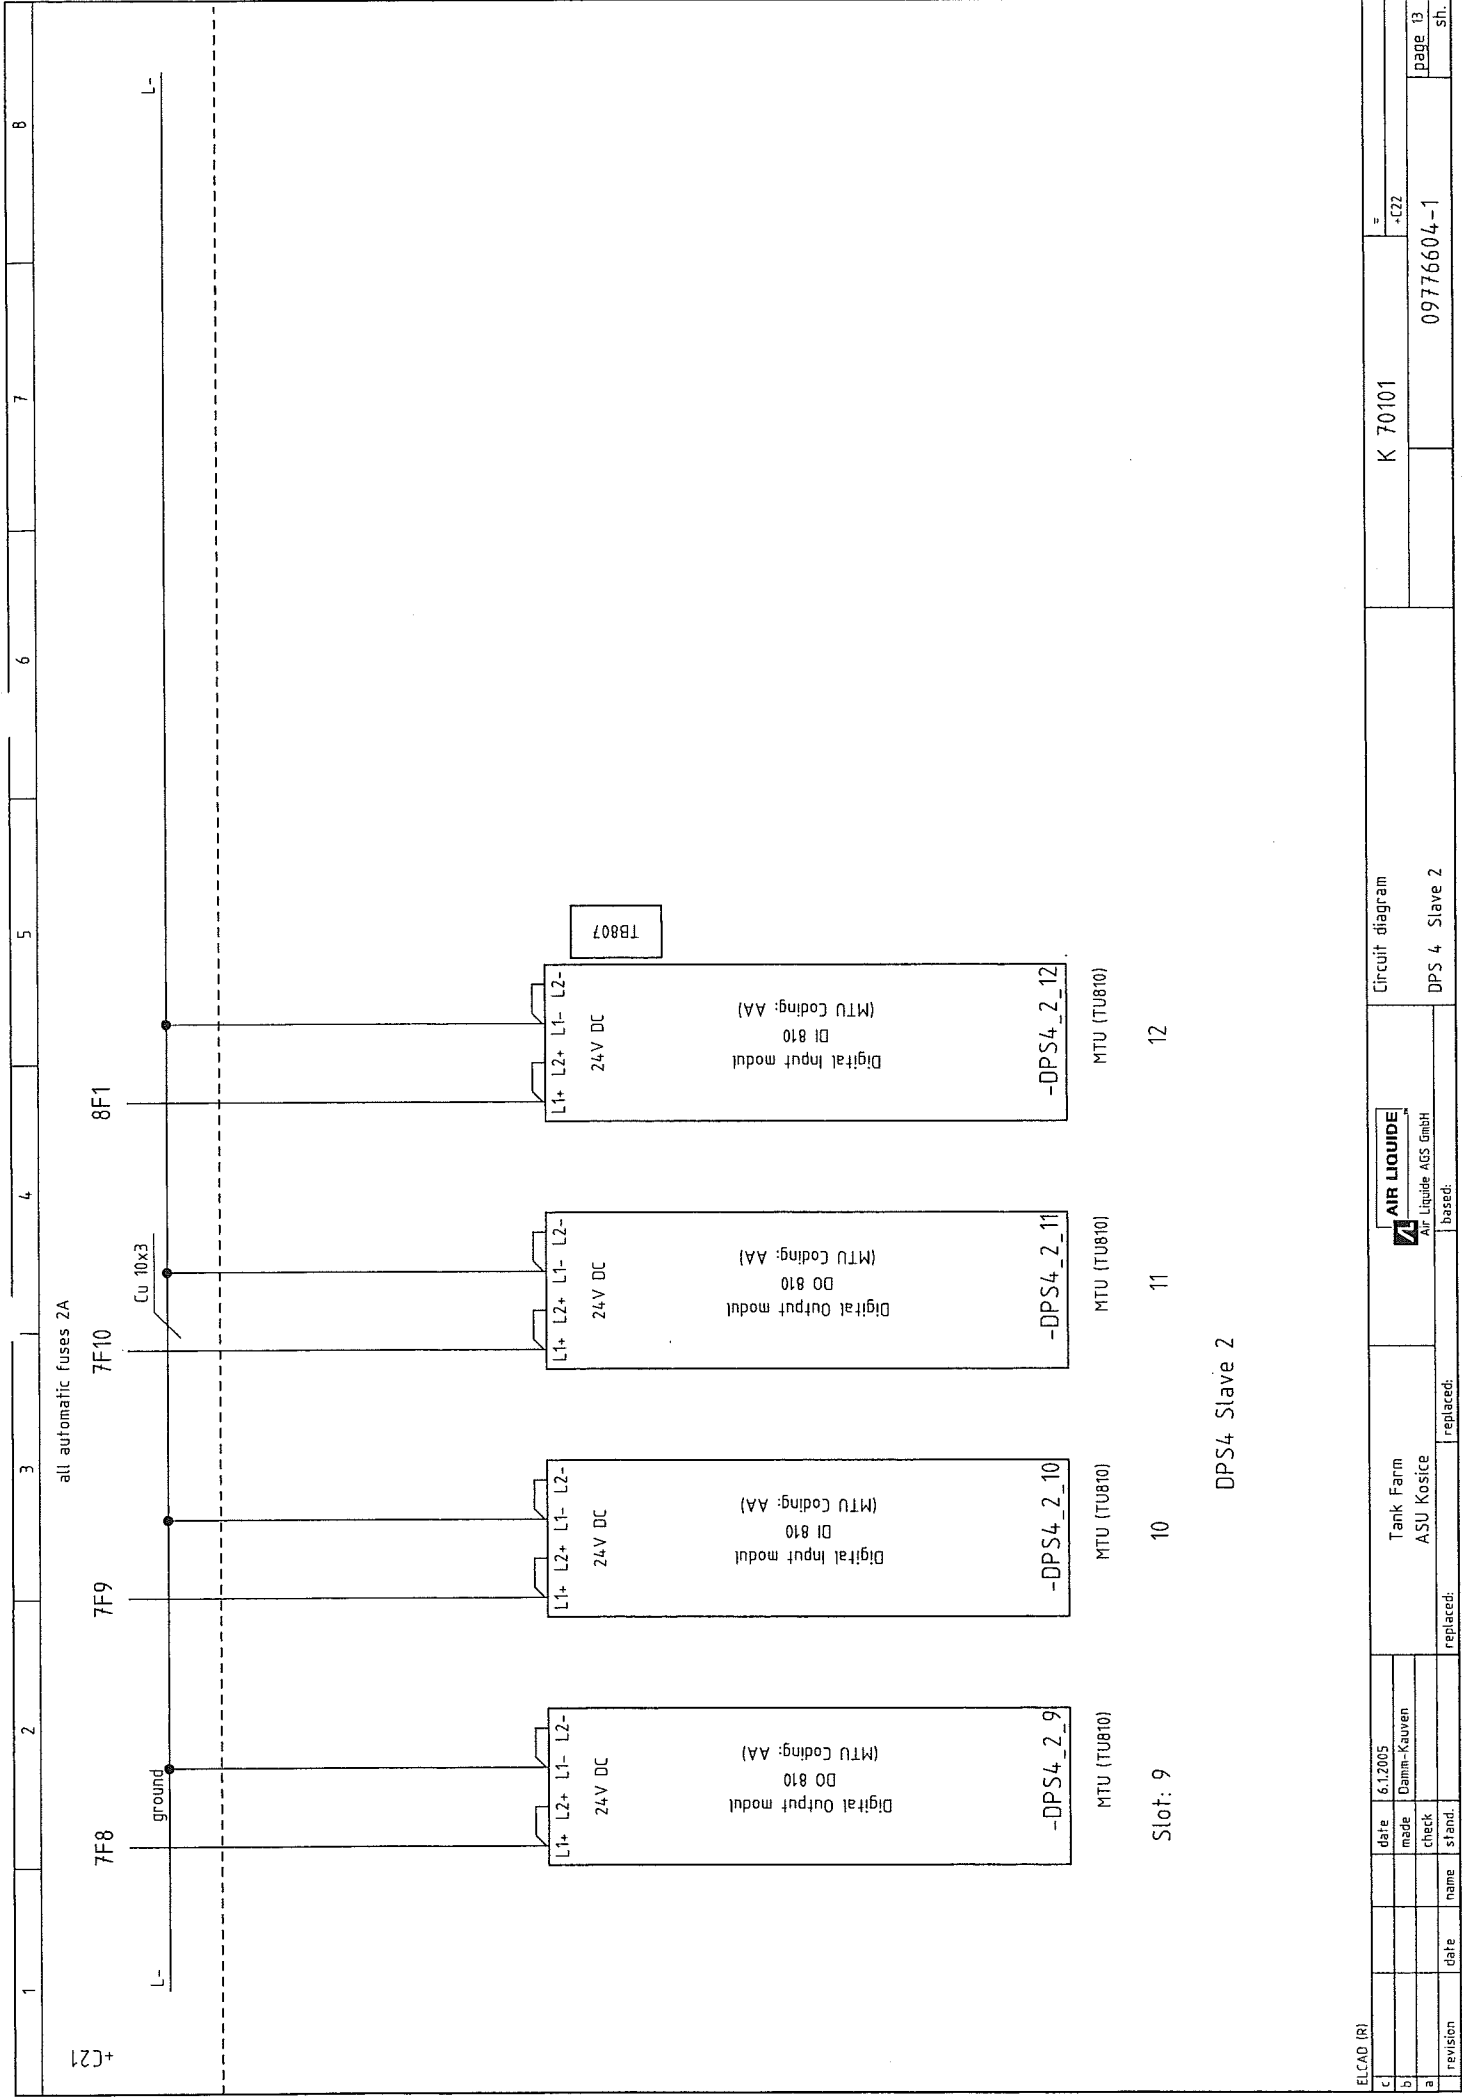 1 2 3 4 5 6 7 8
+C21
all automatic fuses 2A
7F8 7F9 7F10 8F1
L- ground Cu 10x3 L-
L1+ L2+ L1- L2-
24V DC
Digital Output modul
DO 810
(MTU Coding: AA)
-DPS4_2_9
MTU (TU810)
Slot: 9
L1+ L2+ L1- L2-
24V DC
Digital Input modul
DI 810
(MTU Coding: AA)
-DPS4_2_10
MTU (TU810)
10
L1+ L2+ L1- L2-
24V DC
Digital Output modul
DO 810
(MTU Coding: AA)
-DPS4_2_11
MTU (TU810)
11
L1+ L2+ L1- L2-
24V DC
Digital Input modul
DI 810
(MTU Coding: AA)
-DPS4_2_12
MTU (TU810)
12
TB807
DPS4 Slave 2
ELCAD (R)
c date 6.1.2005
b made Damm-Kauven
a check
revision date name stand.
Tank Farm
ASU Kosice
replaced: replaced: based:
AIR LIQUIDE
Air Liquide AGS GmbH
Circuit diagram
DPS 4 Slave 2
K 70101
=
+C22
09776604-1
page 13
sh.